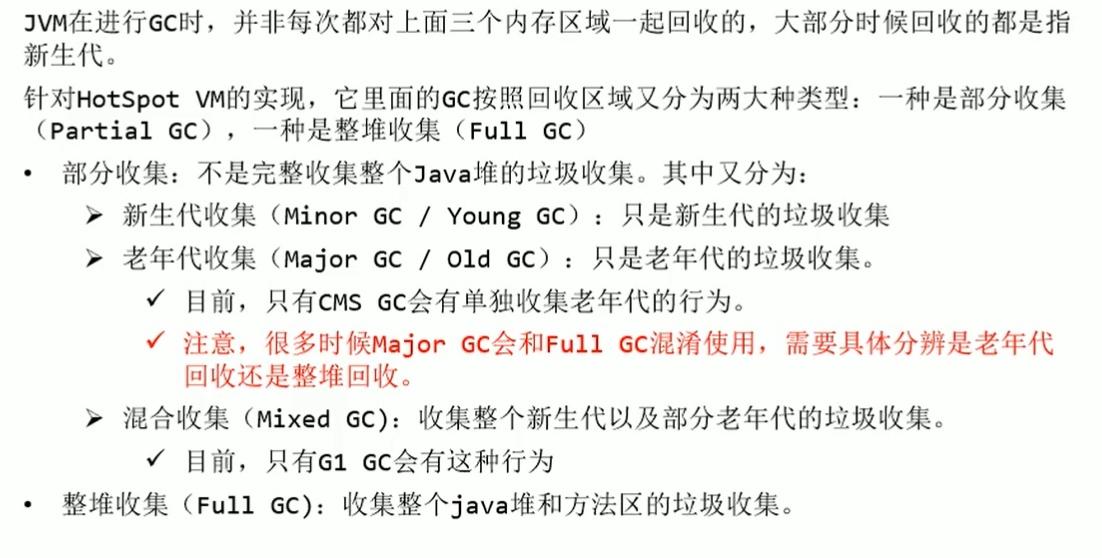 JVM在进行GC时，并非每次都对上面三个内存区域一起回收的，大部分时候回收的都是指
新生代。
针对HotSpot VM的实现，它里面的GC按照回收区域又分为两大种类型：一种是部分收集
（Partial GC），一种是整堆收集（Full GC）
• 部分收集：不是完整收集整个Java堆的垃圾收集。其中又分为：
➢ 新生代收集（Minor GC / Young GC）：只是新生代的垃圾收集
➢ 老年代收集（Major GC / Old GC）：只是老年代的垃圾收集。
✓ 目前，只有CMS GC会有单独收集老年代的行为。
✓ 注意，很多时候Major GC会和Full GC混淆使用，需要具体分辨是老年代
回收还是整堆回收。
➢ 混合收集（Mixed GC)：收集整个新生代以及部分老年代的垃圾收集。
✓ 目前，只有G1 GC会有这种行为
• 整堆收集（Full GC)：收集整个java堆和方法区的垃圾收集。